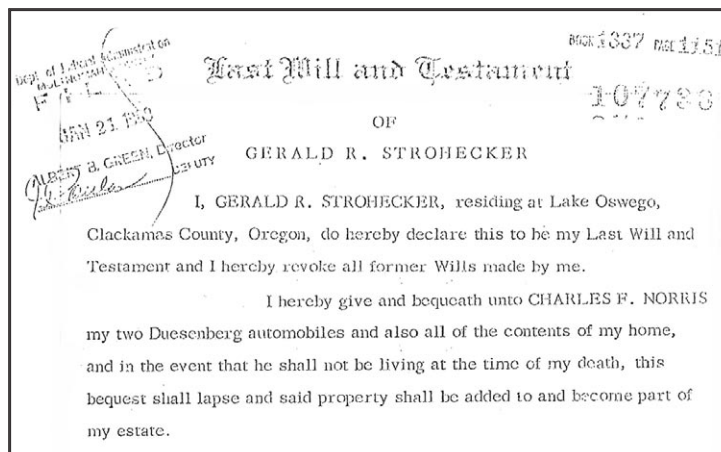 BOOK 1337 PAGE 1151
Last Will and Testament
FILED
JAN 21
ALBERT B. GREEN, Director
DEPUTY
OF
GERALD R. STROHECKER
I, GERALD R. STROHECKER, residing at Lake Oswego,
Clackamas County, Oregon, do hereby declare this to be my Last Will and
Testament and I hereby revoke all former Wills made by me.
I hereby give and bequeath unto CHARLES F. NORRIS
my two Duesenberg automobiles and also all of the contents of my home,
and in the event that he shall not be living at the time of my death, this
bequest shall lapse and said property shall be added to and become part of
my estate.